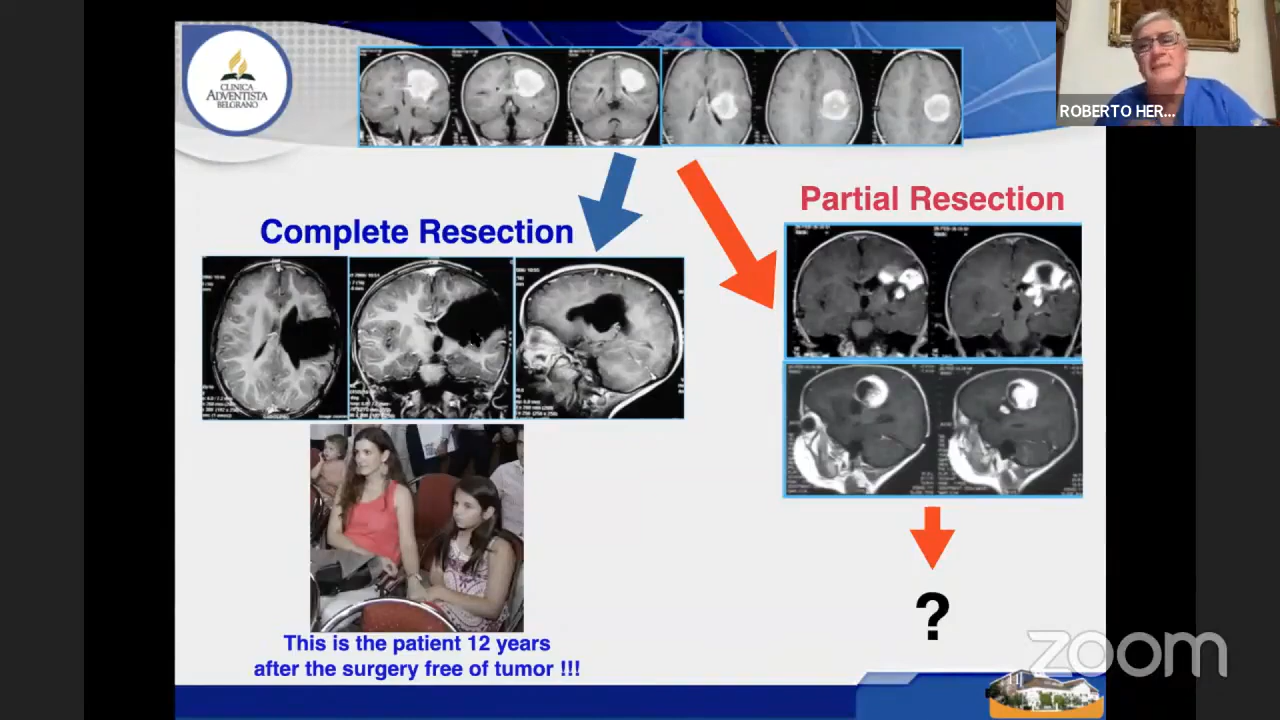 CLINICA
ADVENTISTA
BELGRANO
ROBERTO HER...
Partial Resection
Complete Resection
This is the patient 12 years
after the surgery free of tumor !!!
?
zoom